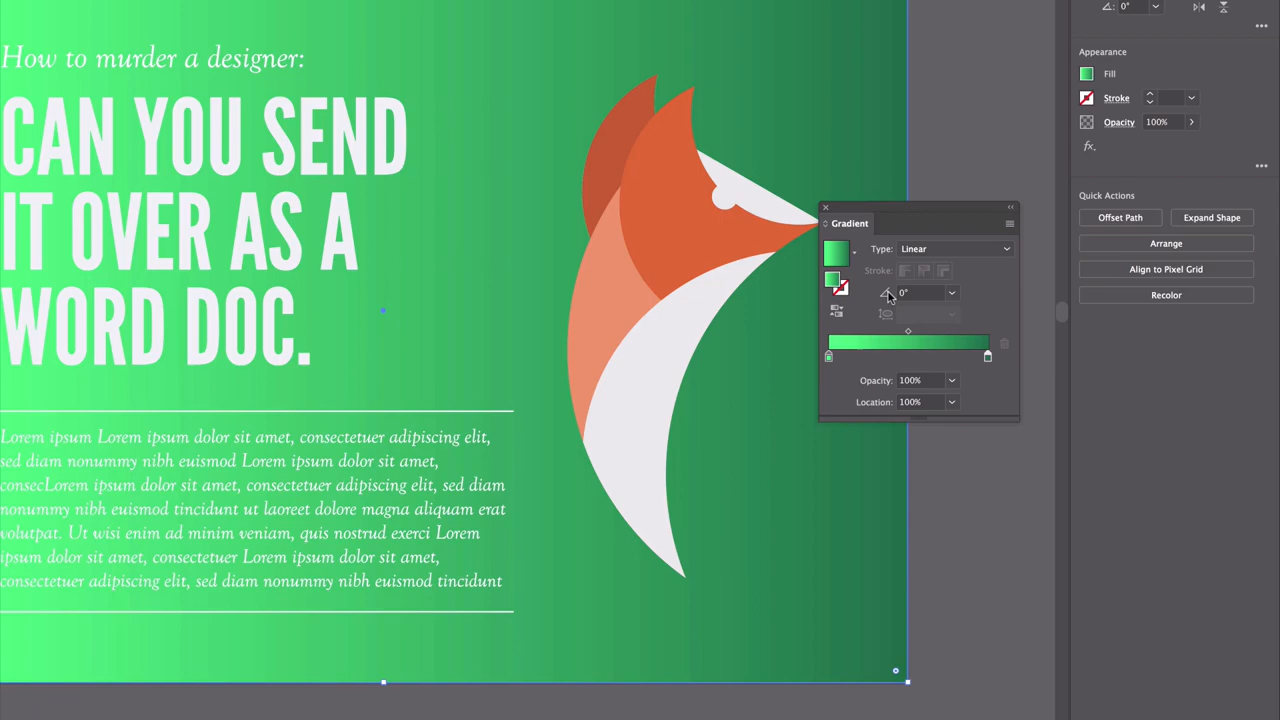 How to murder a designer:
CAN YOU SEND
IT OVER AS A
WORD DOC.
Lorem ipsum Lorem ipsum dolor sit amet, consectetuer adipiscing elit,
sed diam nonummy nibh euismod Lorem ipsum dolor sit amet,
consecLorem ipsum dolor sit amet, consectetuer adipiscing elit, sed diam
nonummy nibh euismod tincidunt ut laoreet dolore magna aliquam erat
volutpat. Ut wisi enim ad minim veniam, quis nostrud exerci Lorem
ipsum dolor sit amet, consectetuer Lorem ipsum dolor sit amet,
consectetuer adipiscing elit, sed diam nonummy nibh euismod tincidunt
Gradient
Type: Linear
Stroke:
0°
Opacity: 100%
Location: 100%
0°
Appearance
Fill
Stroke
Opacity 100%
fx.
Quick Actions
Offset Path Expand Shape
Arrange
Align to Pixel Grid
Recolor